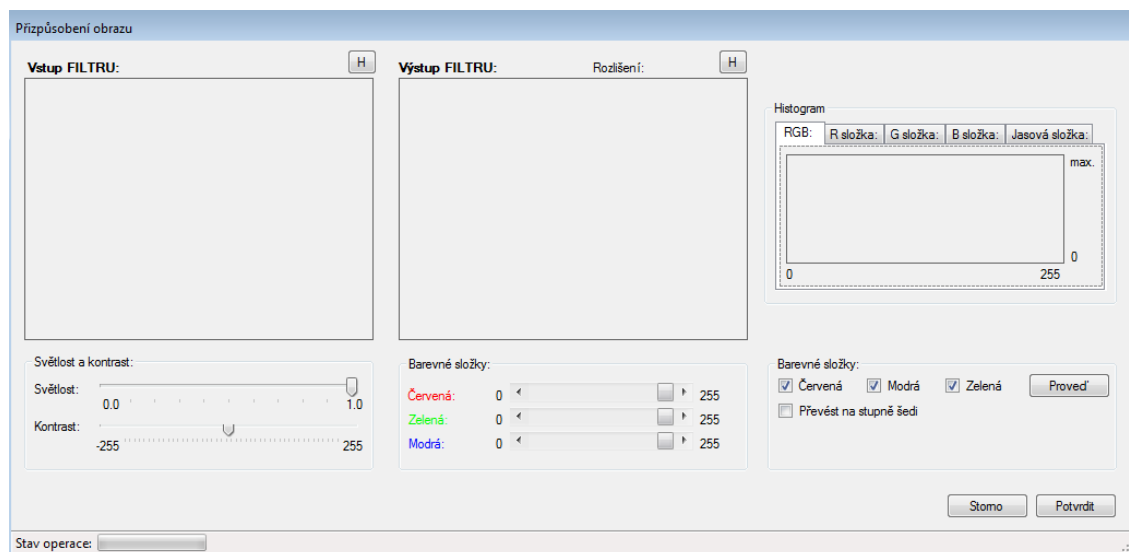 Přizpůsobení obrazu
Vstup FILTRU:
H
Výstup FILTRU:
Rozlišení:
H
Histogram
RGB:
R složka:
G složka:
B složka:
Jasová složka:
max.
0
0
255
Světlost a kontrast:
Světlost:
0.0
1.0
Kontrast:
-255
255
Barevné složky:
Červená:
0
255
Zelená:
0
255
Modrá:
0
255
Barevné složky:
Červená
Modrá
Zelená
Proveď
Převést na stupně šedi
Storno
Potvrdit
Stav operace: